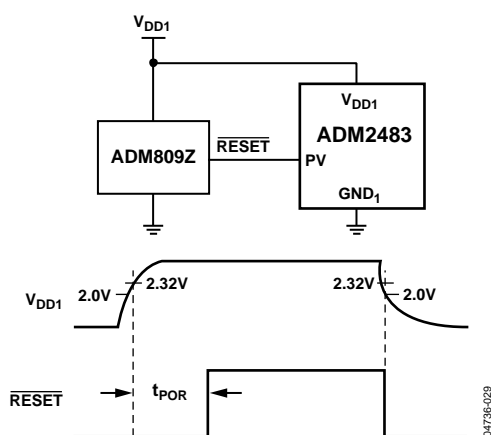 VDD1
VDD1
ADM2483
ADM809Z
RESET
PV
GND1
2.32V
2.32V
2.0V
2.0V
VDD1
RESET
tPOR
04736-029